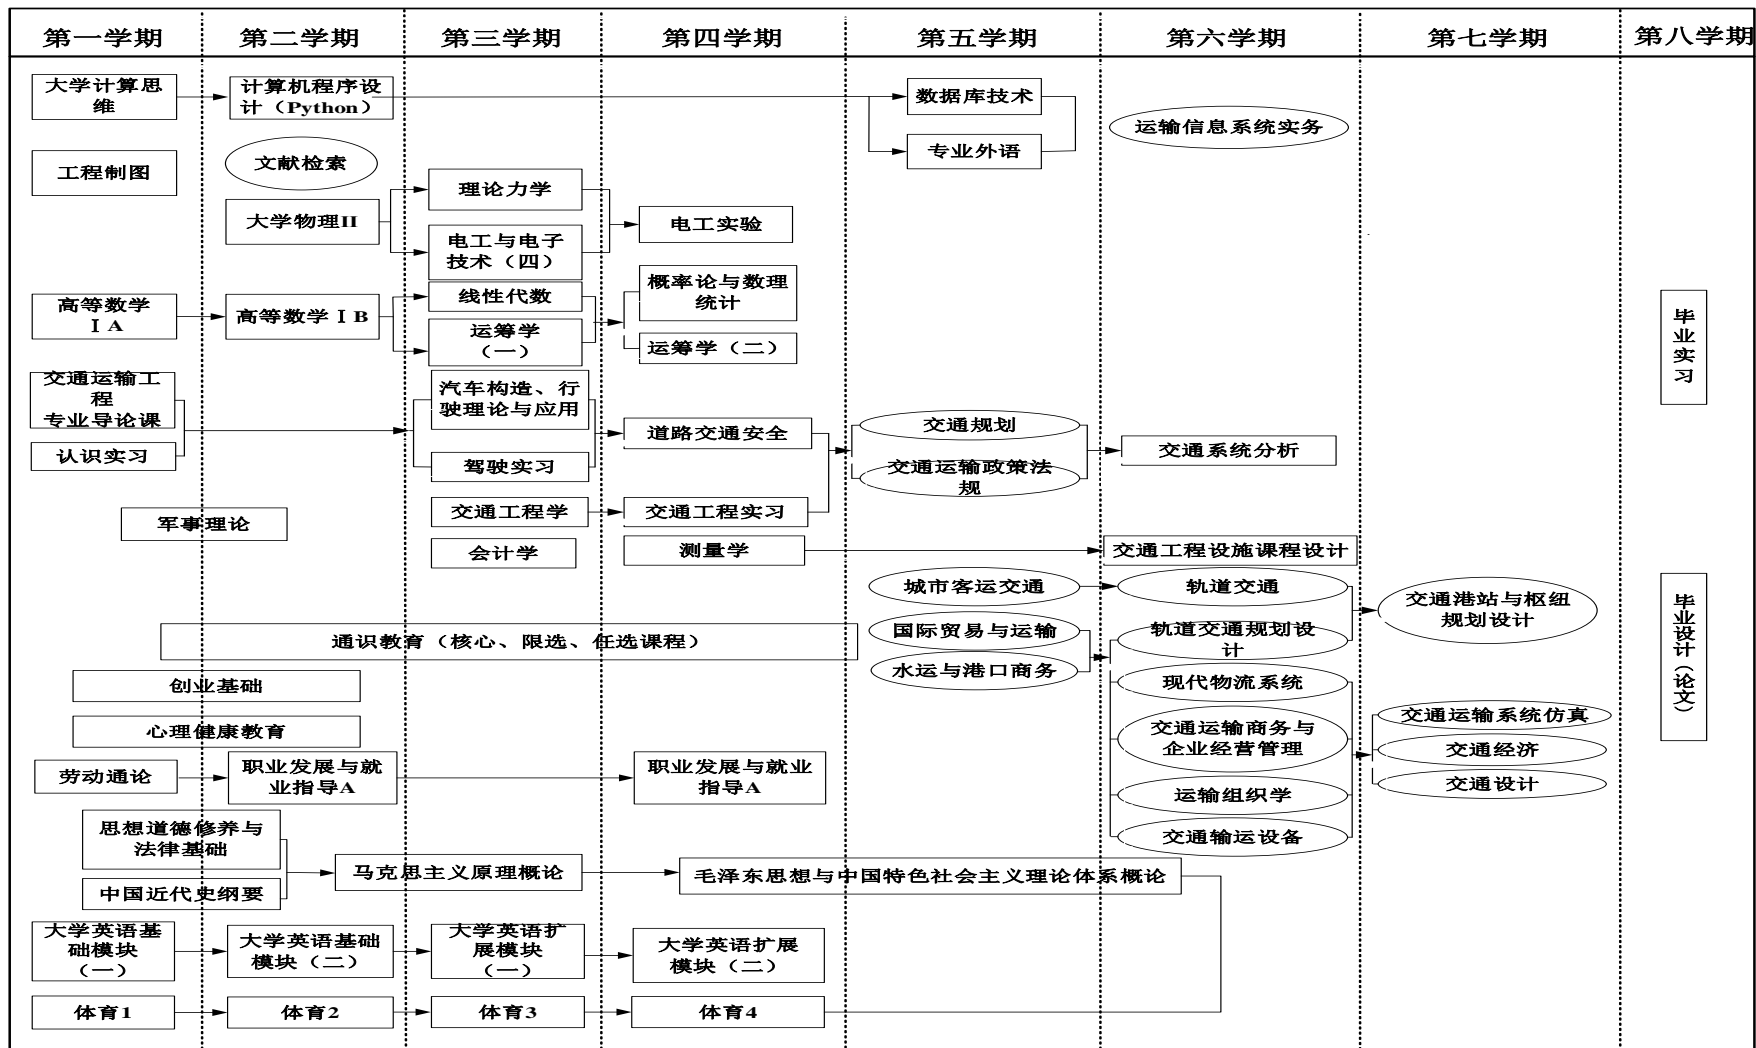 第一学期
第二学期
第三学期
第四学期
第五学期
第六学期
第七学期
第八学期
大学计算思
维
计算机程序设
计（Python）
数据库技术
专业外语
运输信息系统实务
工程制图
文献检索
大学物理II
理论力学
电工与电子
技术（四）
电工实验
高等数学
ⅠA
高等数学ⅠB
线性代数
运筹学
（一）
概率论与数理
统计
运筹学（二）
交通运输工
程
专业导论课
认识实习
汽车构造、行
驶理论与应用
驾驶实习
道路交通安全
交通规划
交通运输政策法
规
交通系统分析
军事理论
交通工程学
交通工程实习
会计学
测量学
交通工程设施课程设计
城市客运交通
轨道交通
国际贸易与运输
水运与港口商务
轨道交通规划设
计
交通港站与枢纽
规划设计
通识教育（核心、限选、任选课程）
创业基础
心理健康教育
现代物流系统
交通运输商务与
企业经营管理
运输组织学
交通输运设备
交通运输系统仿真
交通经济
交通设计
劳动通论
职业发展与就
业指导A
职业发展与就业
指导A
思想道德修养与
法律基础
中国近代史纲要
马克思主义原理概论
毛泽东思想与中国特色社会主义理论体系概论
大学英语基
础模块
（一）
大学英语基础
模块（二）
大学英语扩
展模块
（一）
大学英语扩展
模块（二）
体育1
体育2
体育3
体育4
毕业实习
毕业设计（论文）